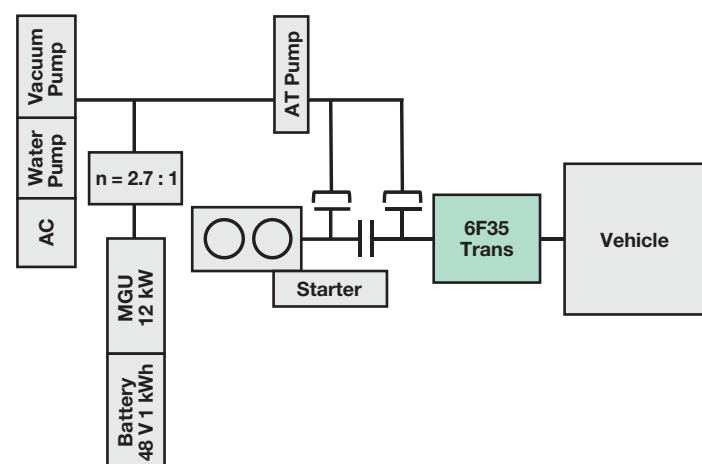 Vacuum
Pump
Water
Pump
AC
n = 2.7 : 1
MGU
12 kW
Battery
48 V 1 kWh
AT Pump
Starter
6F35
Trans
Vehicle